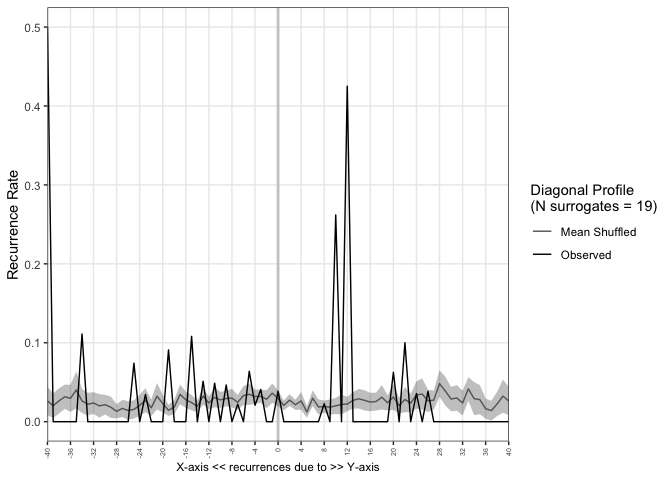 0.5
0.4
0.3
0.2
0.1
0.0
Recurrence Rate
-40 -36 -32 -28 -24 -20 -16 -12 -8 -4 0 4 8 12 16 20 24 28 32 36 40
X-axis << recurrences due to >> Y-axis
Diagonal Profile
(N surrogates = 19)
Mean Shuffled
Observed